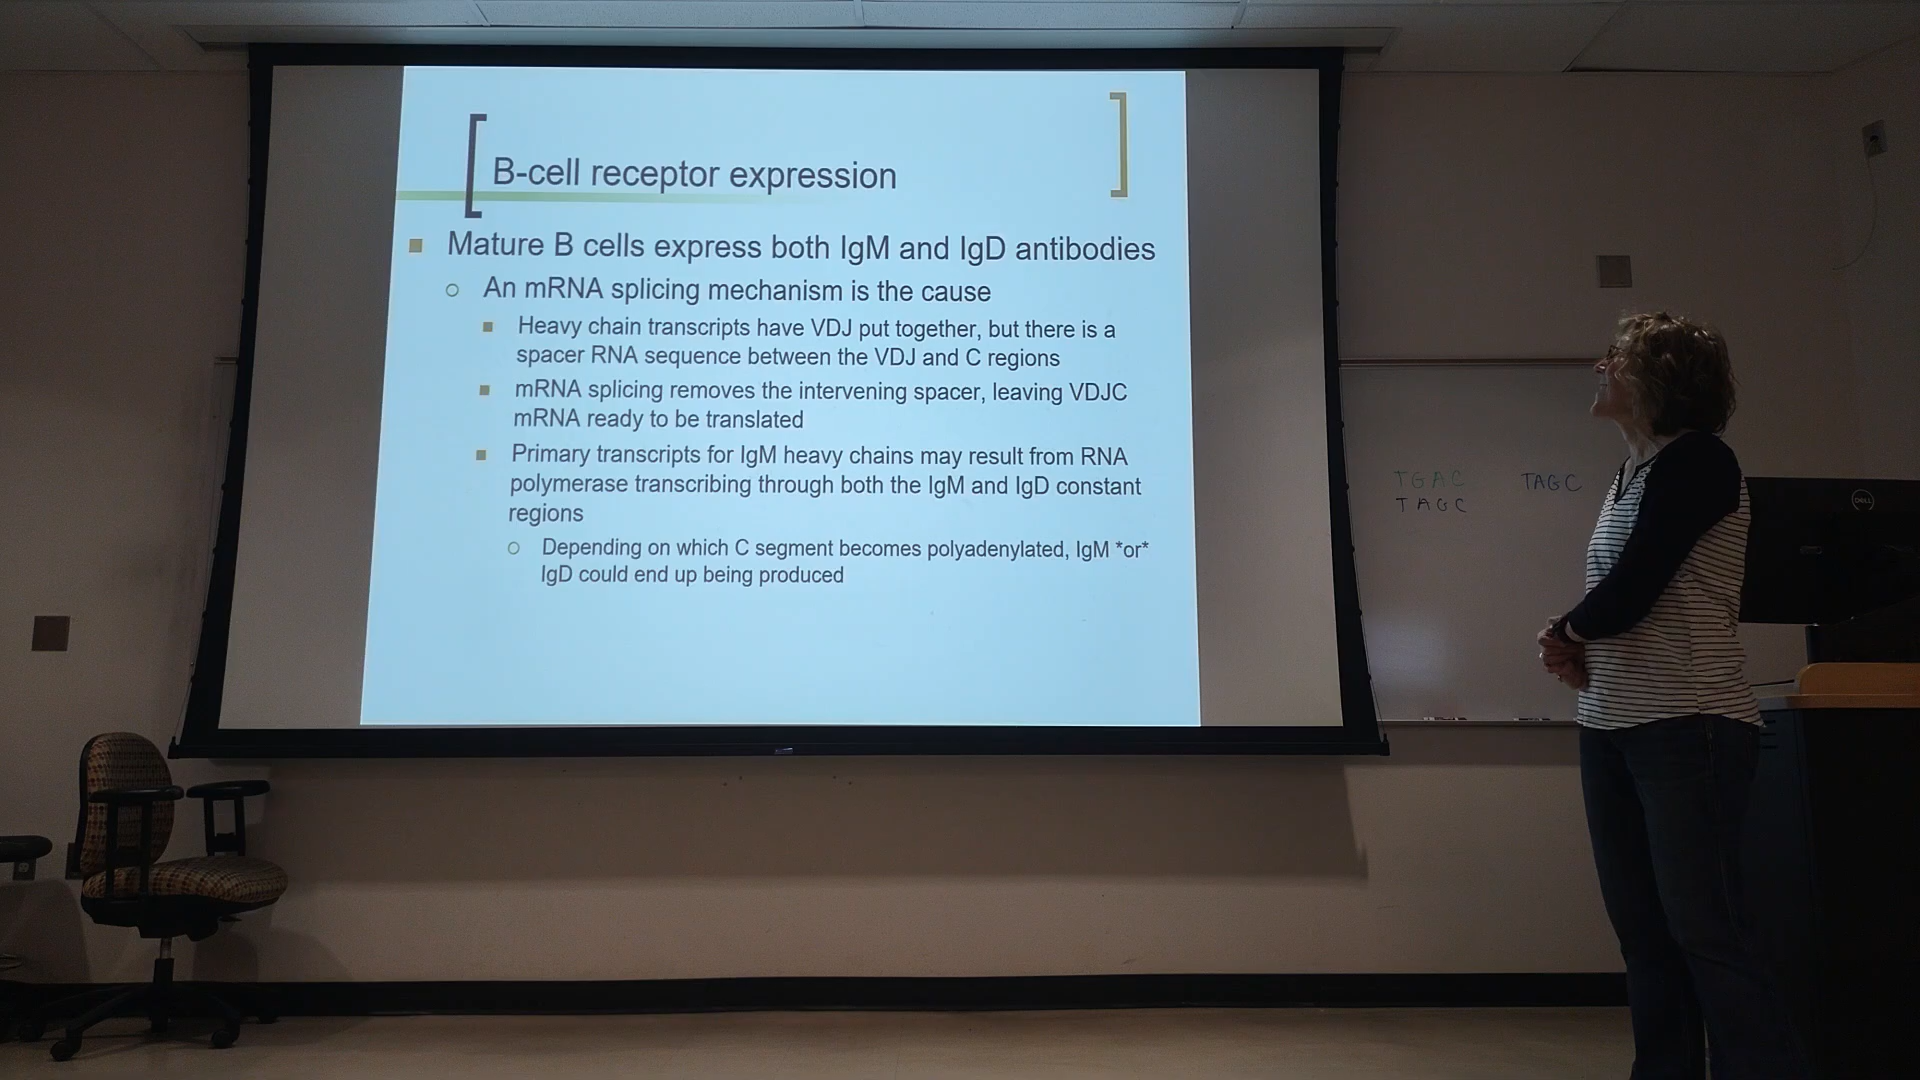 B-cell receptor expression
Mature B cells express both IgM and IgD antibodies
An mRNA splicing mechanism is the cause
Heavy chain transcripts have VDJ put together, but there is a
spacer RNA sequence between the VDJ and C regions
mRNA splicing removes the intervening spacer, leaving VDJC
mRNA ready to be translated
Primary transcripts for IgM heavy chains may result from RNA
polymerase transcribing through both the IgM and IgD constant
regions
Depending on which C segment becomes polyadenylated, IgM *or*
IgD could end up being produced
TGAC
TAGC
TAGC
DELL